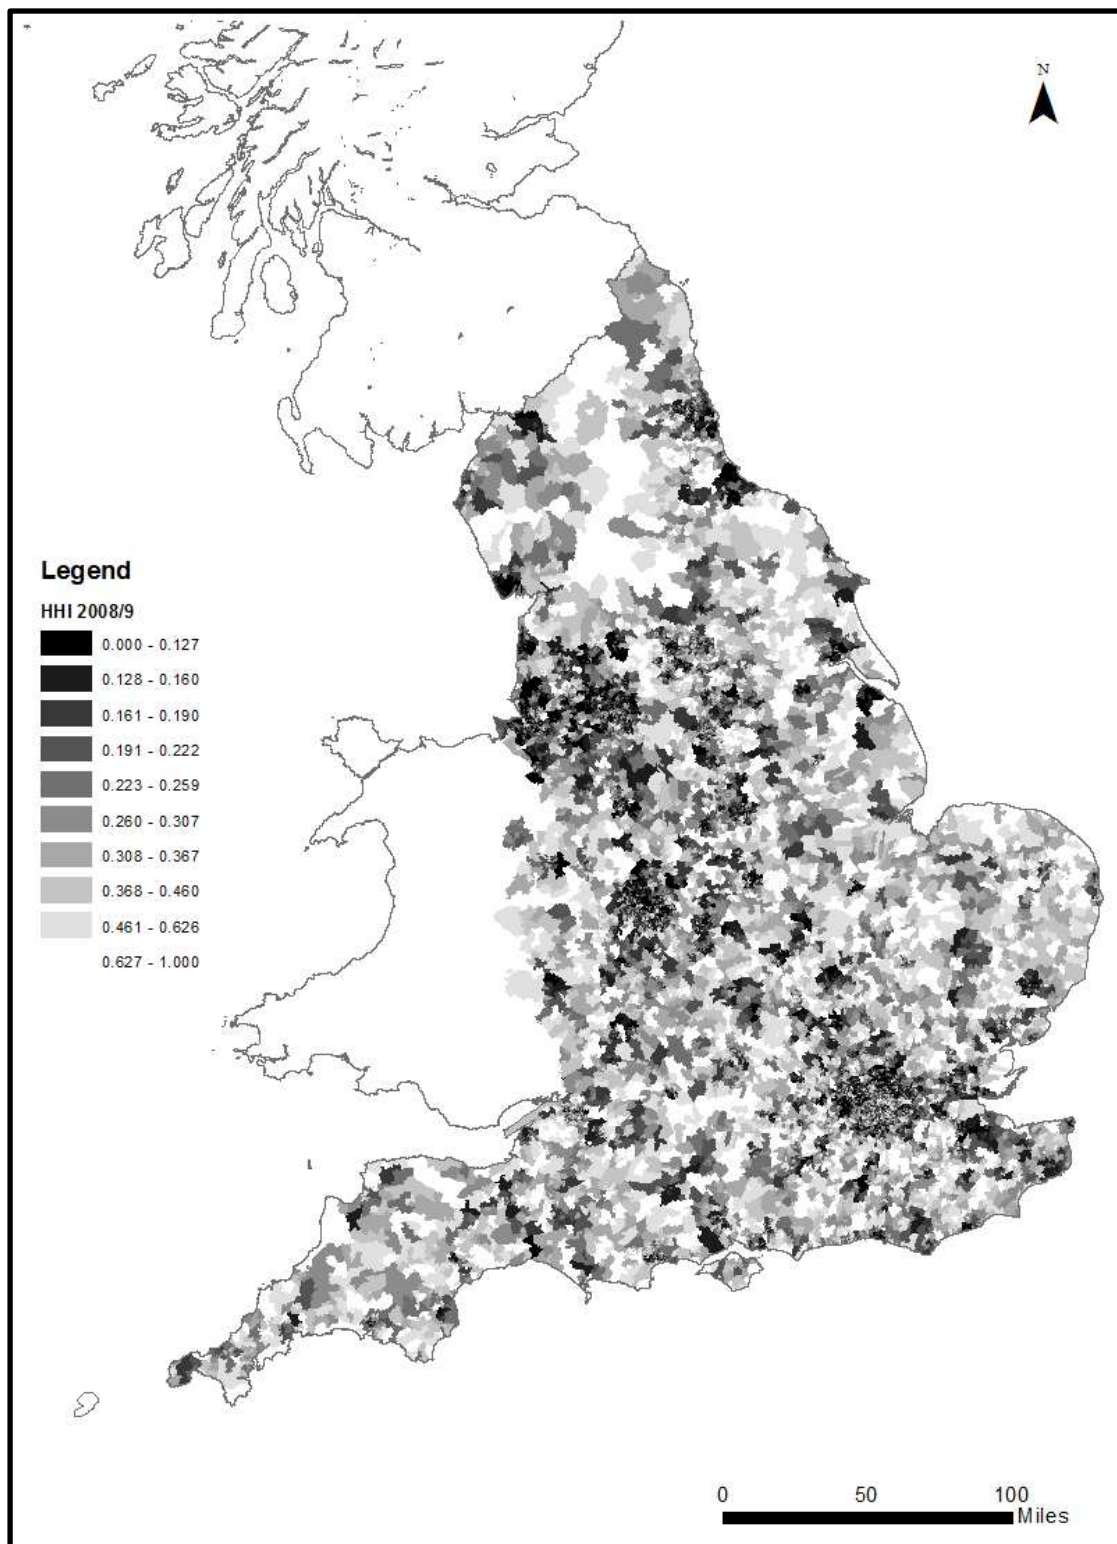 N
Legend
HHI 2008/9
0.000 - 0.127
0.128 - 0.160
0.161 - 0.190
0.191 - 0.222
0.223 - 0.259
0.260 - 0.307
0.308 - 0.367
0.368 - 0.460
0.461 - 0.626
0.627 - 1.000
0 50 100
Miles